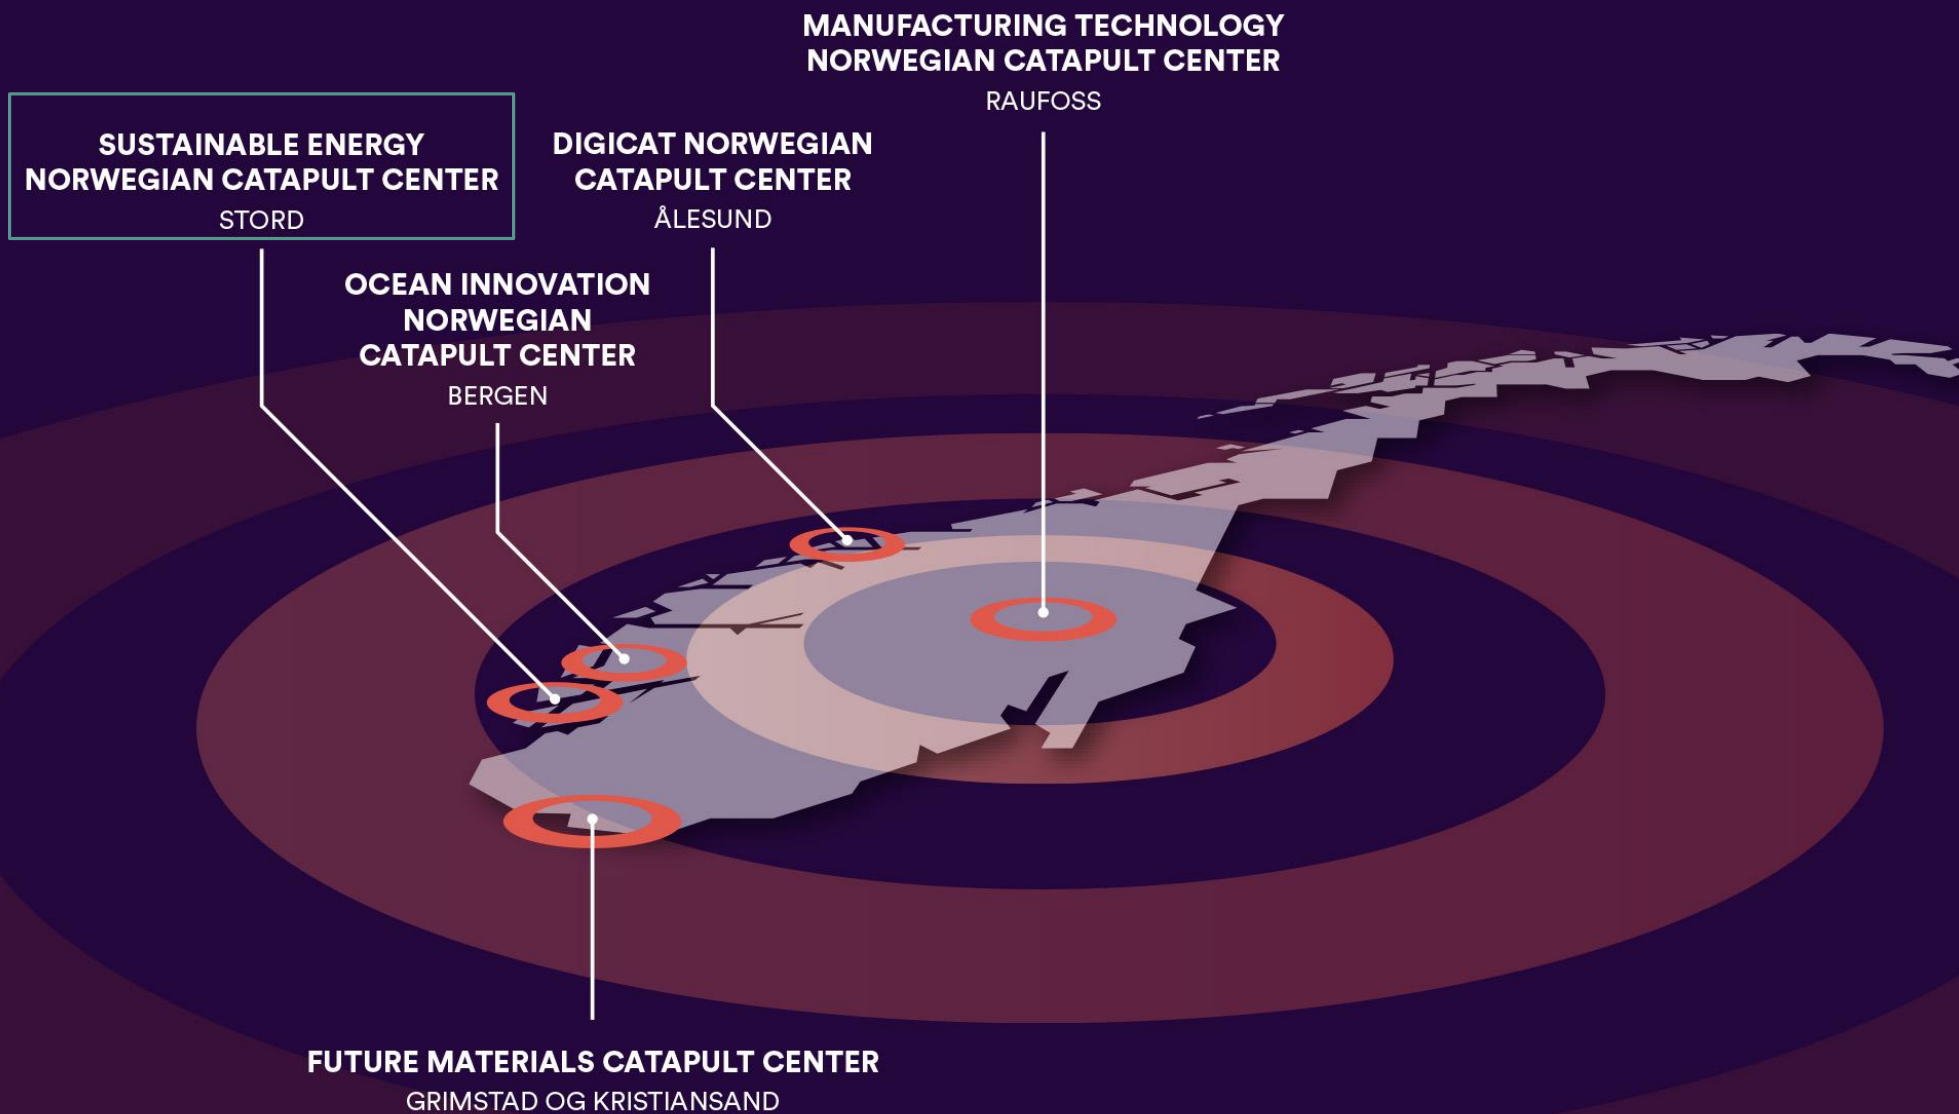 MANUFACTURING TECHNOLOGY
NORWEGIAN CATAPULT CENTER
RAUFOSS
SUSTAINABLE ENERGY
NORWEGIAN CATAPULT CENTER
STORD
DIGICAT NORWEGIAN
CATAPULT CENTER
ÅLESUND
OCEAN INNOVATION
NORWEGIAN
CATAPULT CENTER
BERGEN
FUTURE MATERIALS CATAPULT CENTER
GRIMSTAD OG KRISTIANSAND